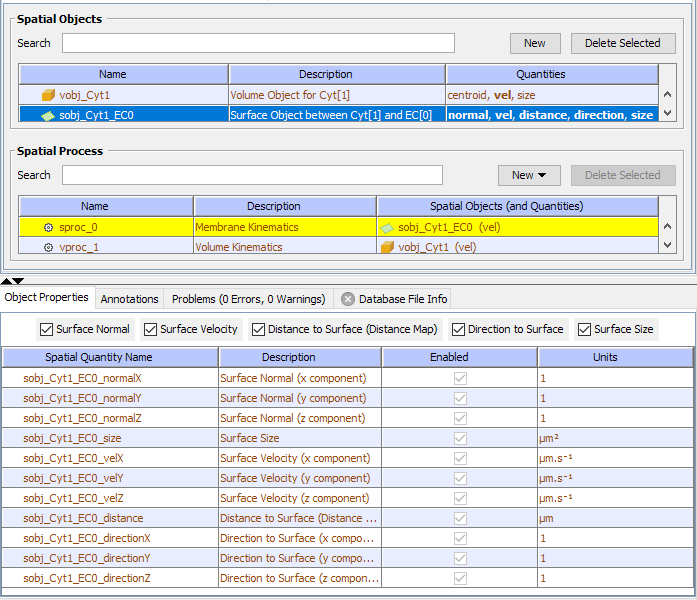 Spatial Objects
Search New Delete Selected
Name Description Quantities
vobj_Cyt1 Volume Object for Cyt[1] centroid, vel, size
sobj_Cyt1_EC0 Surface Object between Cyt[1] and EC[0] normal, vel, distance, direction, size
Spatial Process
Search New Delete Selected
Name Description Spatial Objects (and Quantities)
sproc_0 Membrane Kinematics sobj_Cyt1_EC0 (vel)
vproc_1 Volume Kinematics vobj_Cyt1 (vel)
Object Properties Annotations Problems (0 Errors, 0 Warnings) Database File Info
Surface Normal Surface Velocity Distance to Surface (Distance Map) Direction to Surface Surface Size
Spatial Quantity Name Description Enabled Units
sobj_Cyt1_EC0_normalX Surface Normal (x component) 1
sobj_Cyt1_EC0_normalY Surface Normal (y component) 1
sobj_Cyt1_EC0_normalZ Surface Normal (z component) 1
sobj_Cyt1_EC0_size Surface Size µm²
sobj_Cyt1_EC0_velX Surface Velocity (x component) µm.s⁻¹
sobj_Cyt1_EC0_velY Surface Velocity (y component) µm.s⁻¹
sobj_Cyt1_EC0_velZ Surface Velocity (z component) µm.s⁻¹
sobj_Cyt1_EC0_distance Distance to Surface (Distance ... µm
sobj_Cyt1_EC0_directionX Direction to Surface (x compo... 1
sobj_Cyt1_EC0_directionY Direction to Surface (y compo... 1
sobj_Cyt1_EC0_directionZ Direction to Surface (z compon... 1